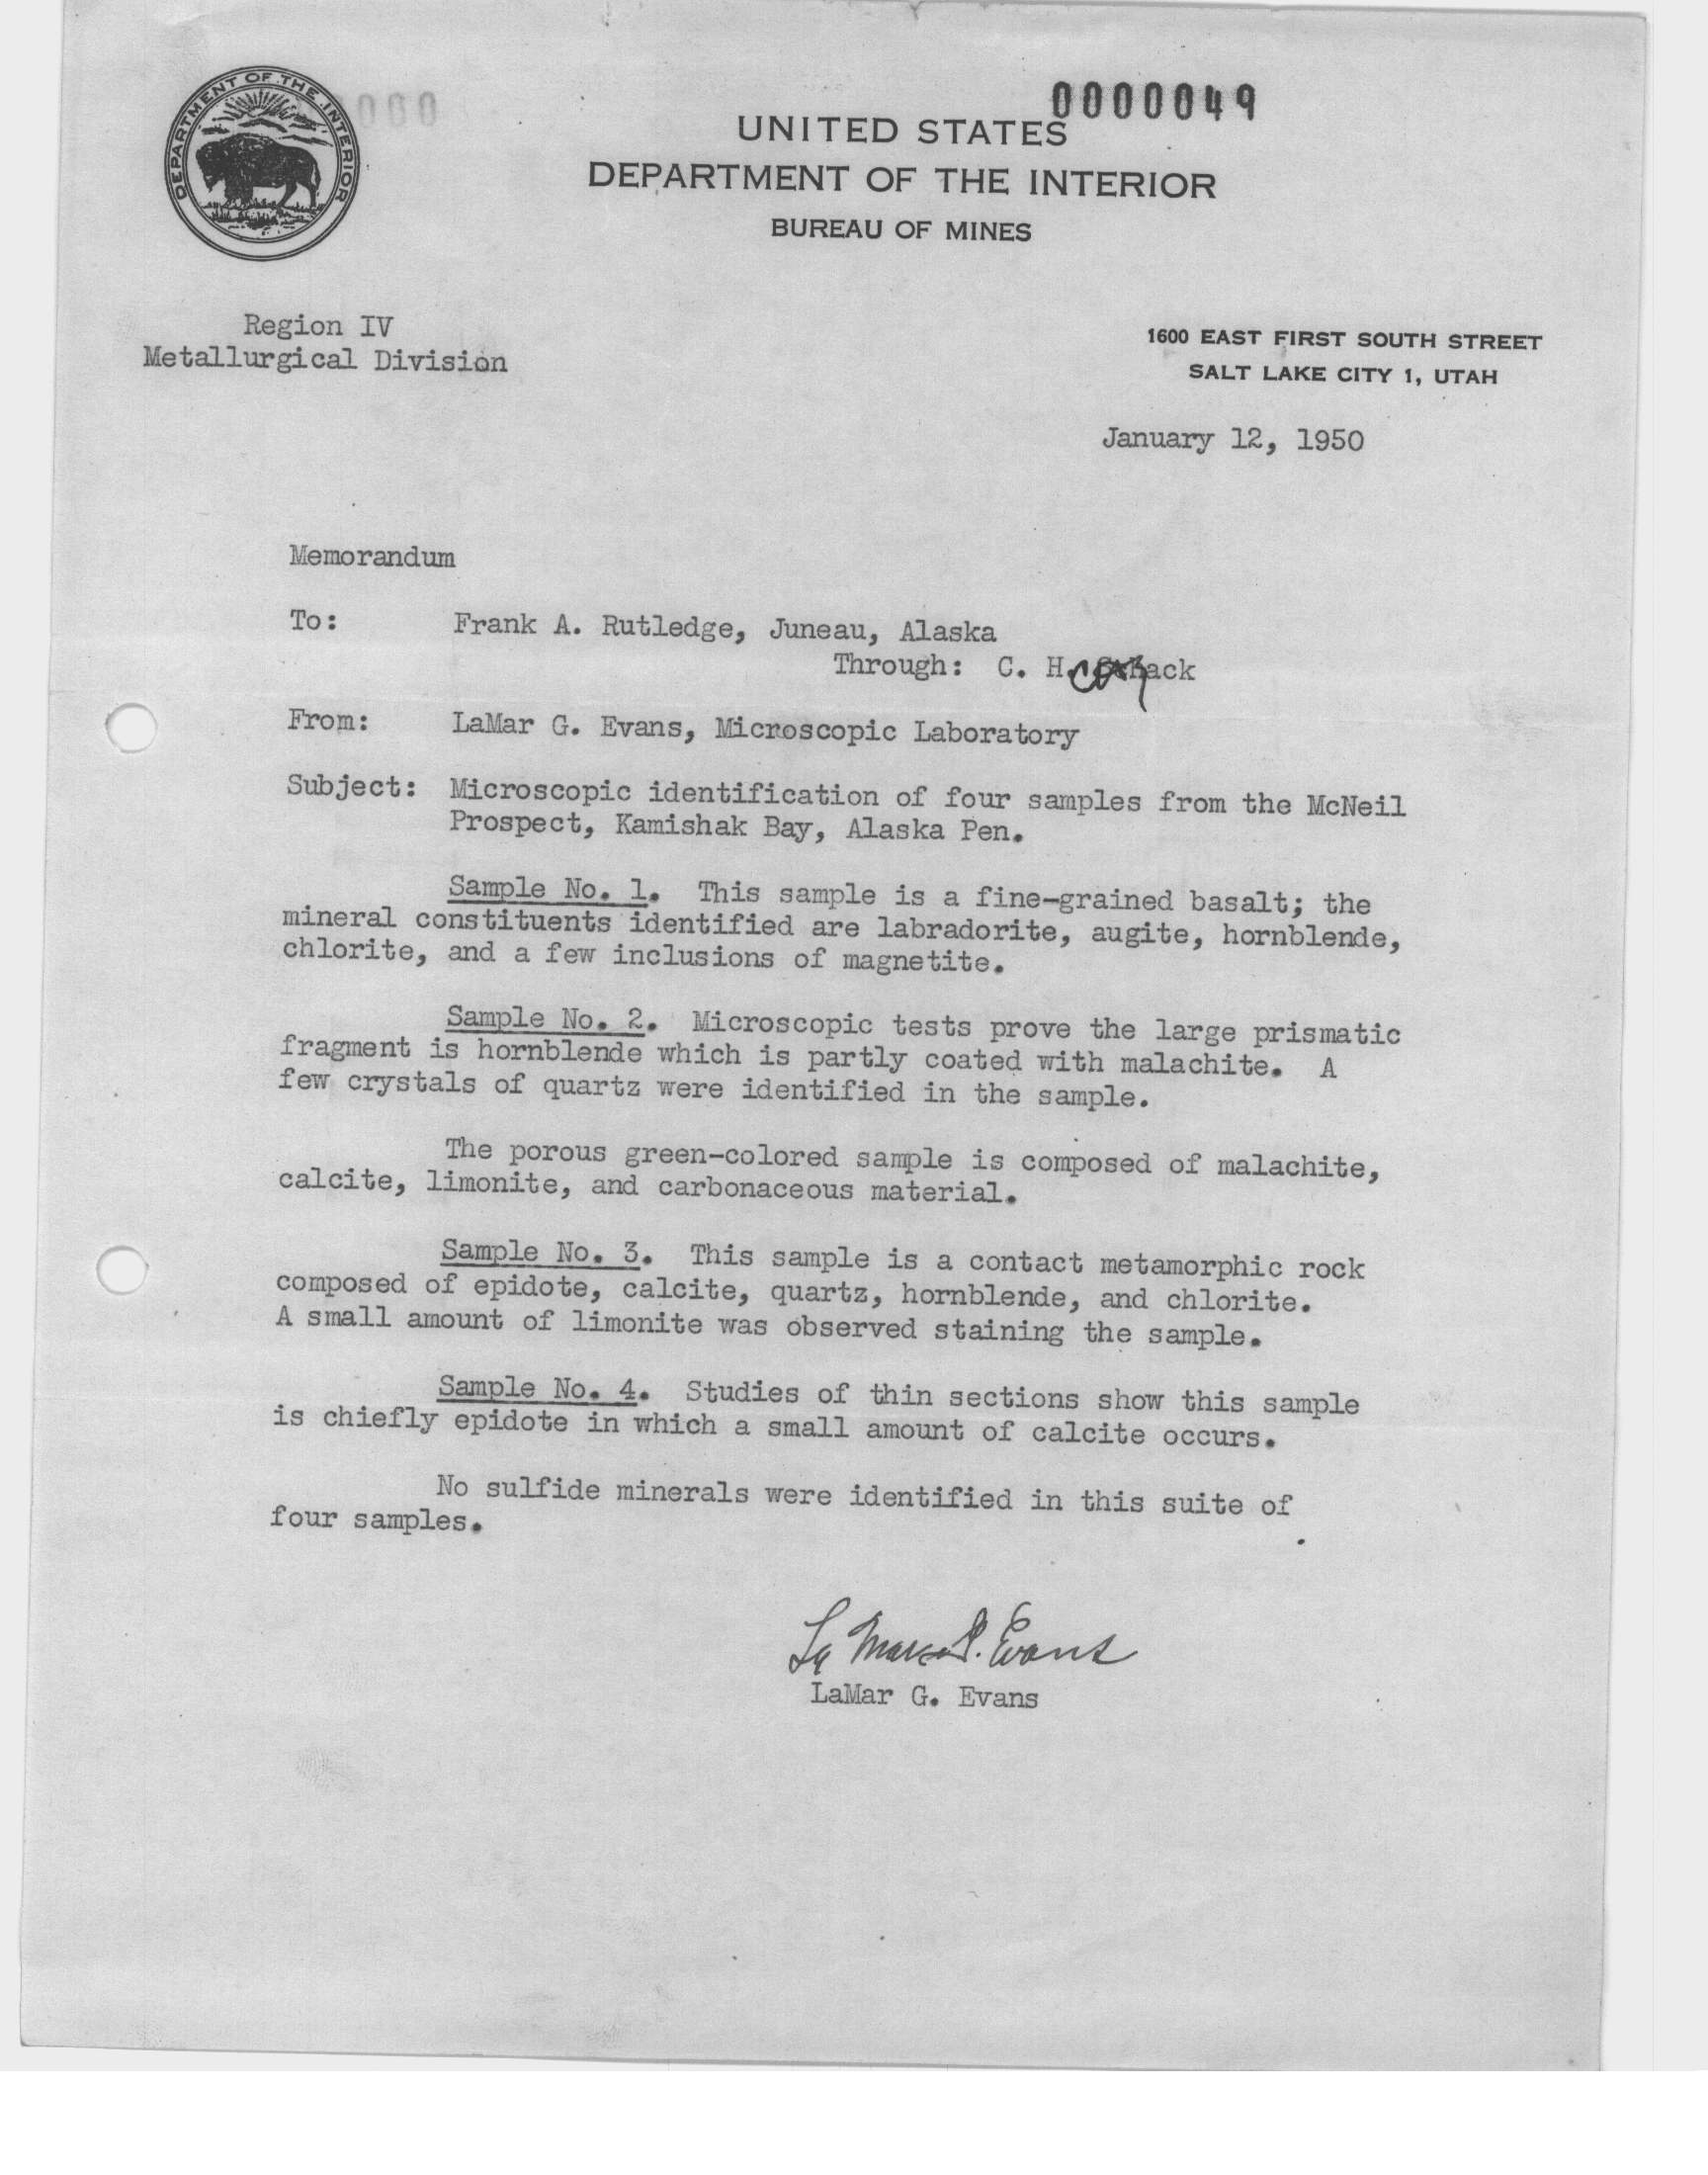 DEPARTMENT OF THE INTERIOR
000
0000049
UNITED STATES
DEPARTMENT OF THE INTERIOR
BUREAU OF MINES
Region IV
Metallurgical Division
1600 EAST FIRST SOUTH STREET
SALT LAKE CITY 1, UTAH
January 12, 1950
Memorandum
To: Frank A. Rutledge, Juneau, Alaska
Through: C. H.
From: LaMar G. Evans, Microscopic Laboratory
Subject: Microscopic identification of four samples from the McNeil
Prospect, Kamishak Bay, Alaska Pen.
Sample No. 1. This sample is a fine-grained basalt; the
mineral constituents identified are labradorite, augite, hornblende,
chlorite, and a few inclusions of magnetite.
Sample No. 2. Microscopic tests prove the large prismatic
fragment is hornblende which is partly coated with malachite. A
few crystals of quartz were identified in the sample.
The porous green-colored sample is composed of malachite,
calcite, limonite, and carbonaceous material.
Sample No. 3. This sample is a contact metamorphic rock
composed of epidote, calcite, quartz, hornblende, and chlorite.
A small amount of limonite was observed staining the sample.
Sample No. 4. Studies of thin sections show this sample
is chiefly epidote in which a small amount of calcite occurs.
No sulfide minerals were identified in this suite of
four samples.
La Mar G. Evans
LaMar G. Evans